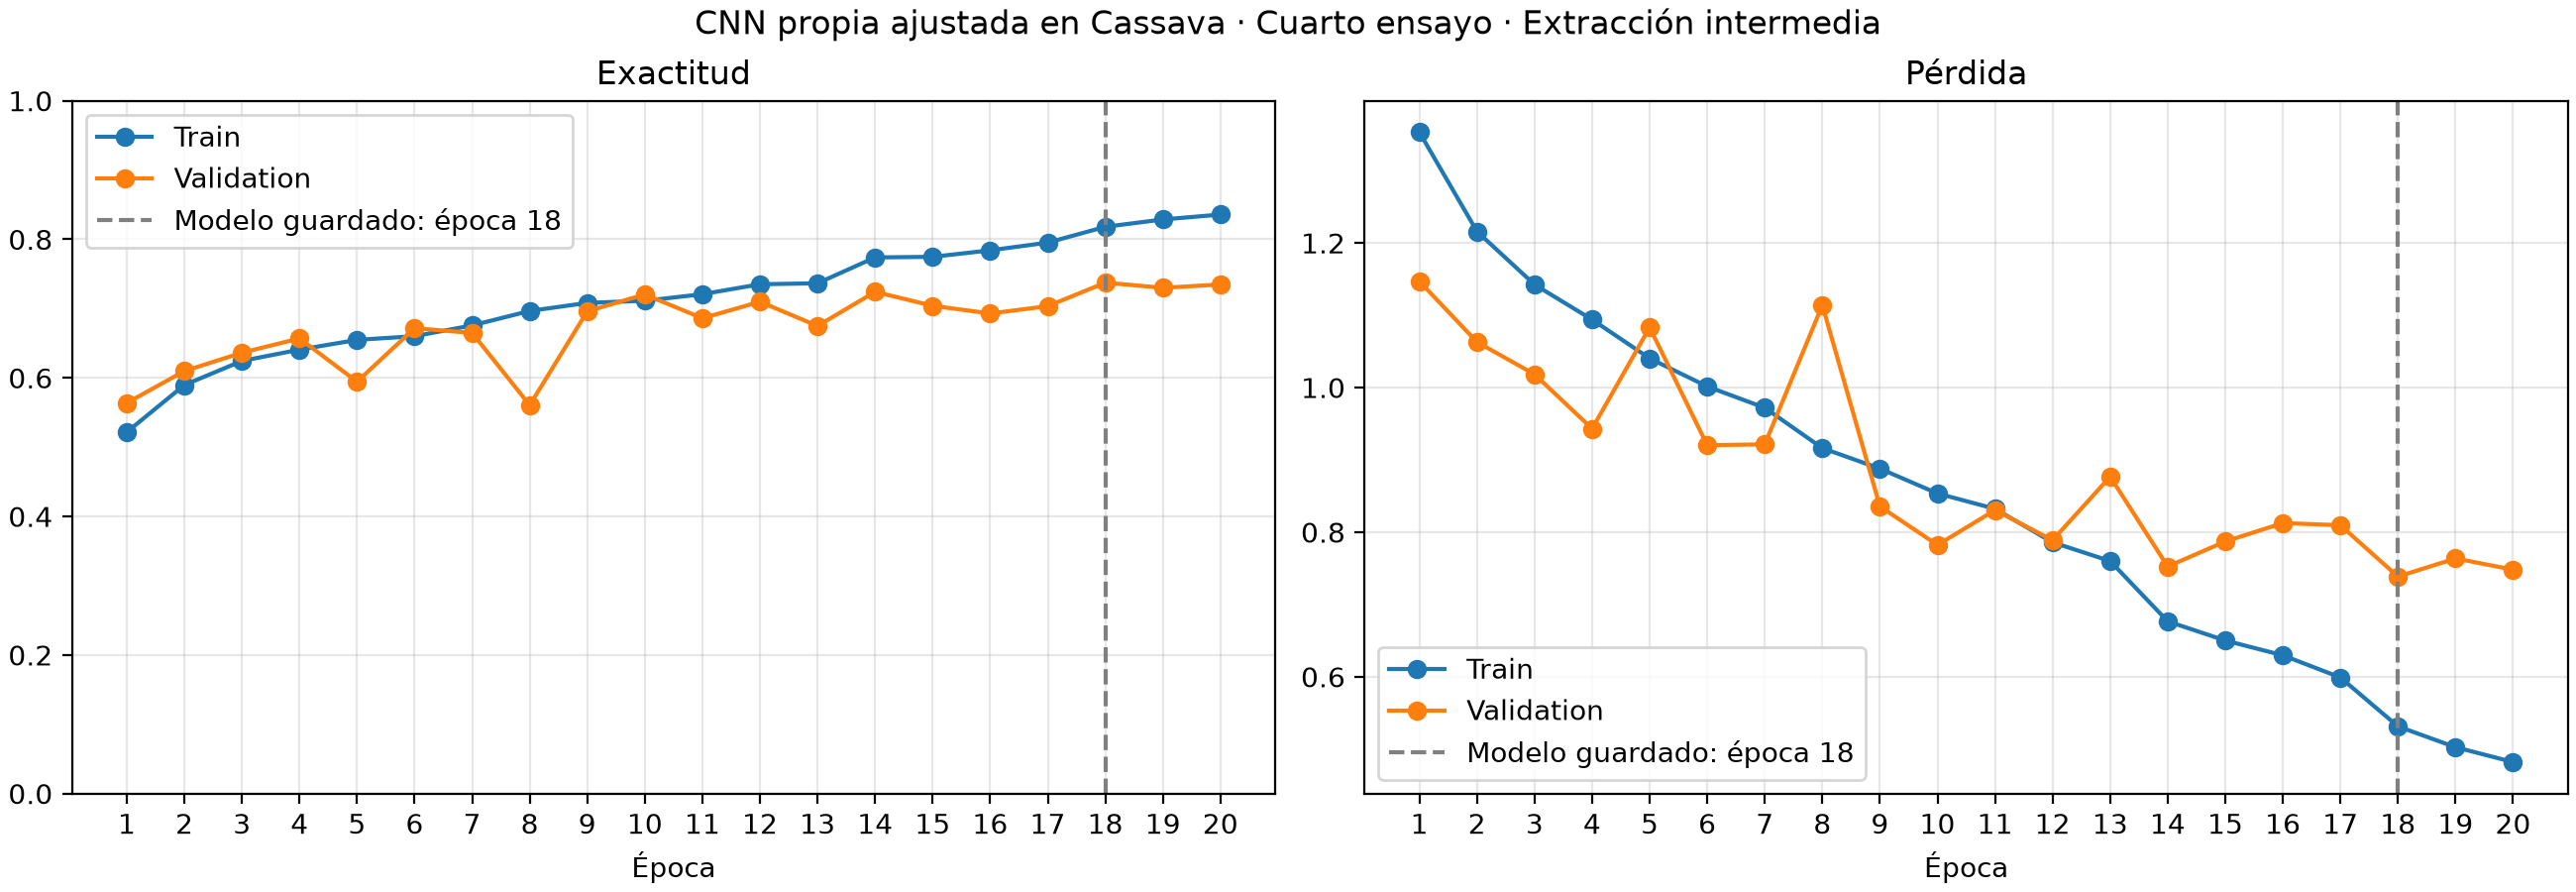 CNN propia ajustada en Cassava · Cuarto ensayo · Extracción intermedia
Exactitud
1.0
0.8
0.6
0.4
0.2
0.0
Train
Validation
Modelo guardado: época 18
1 2 3 4 5 6 7 8 9 10 11 12 13 14 15 16 17 18 19 20
Época
Pérdida
1.2
1.0
0.8
0.6
Train
Validation
Modelo guardado: época 18
1 2 3 4 5 6 7 8 9 10 11 12 13 14 15 16 17 18 19 20
Época